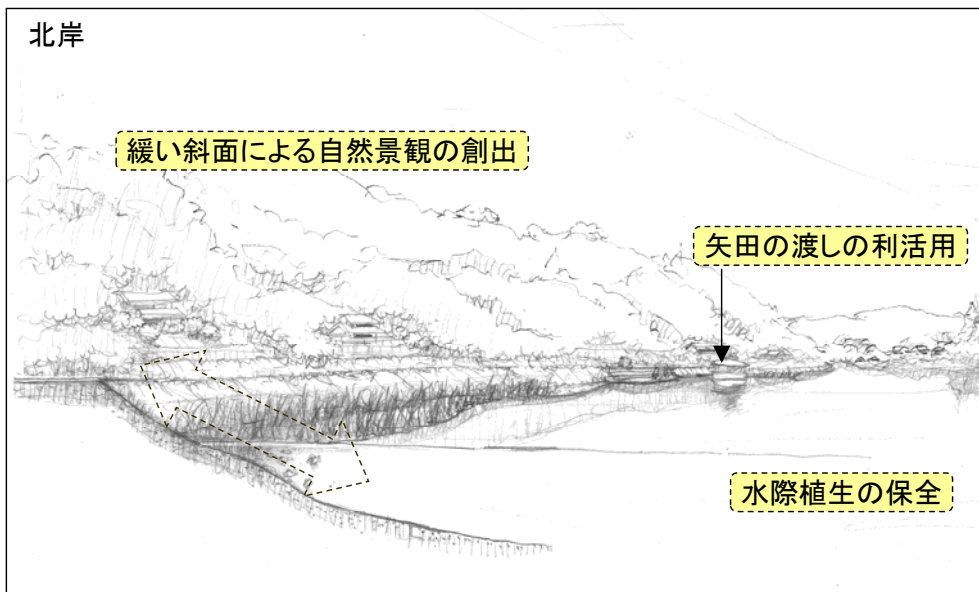 北岸
緩い斜面による自然景観の創出
矢田の渡しの利活用
水際植生の保全